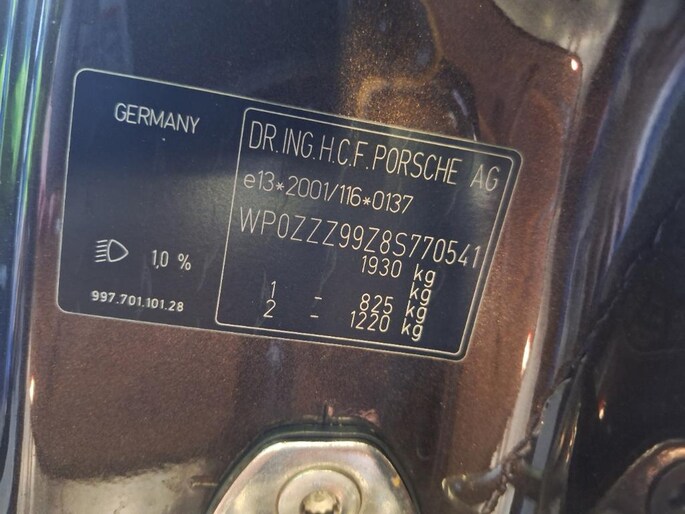 GERMANY
DR.ING.H.C.F.PORSCHE AG
e13*2001/116*0137
WP0ZZZ99Z8S770541
1930 kg
kg
1 - 825 kg
2 - 1220 kg
1,0 %
997.701.101.28